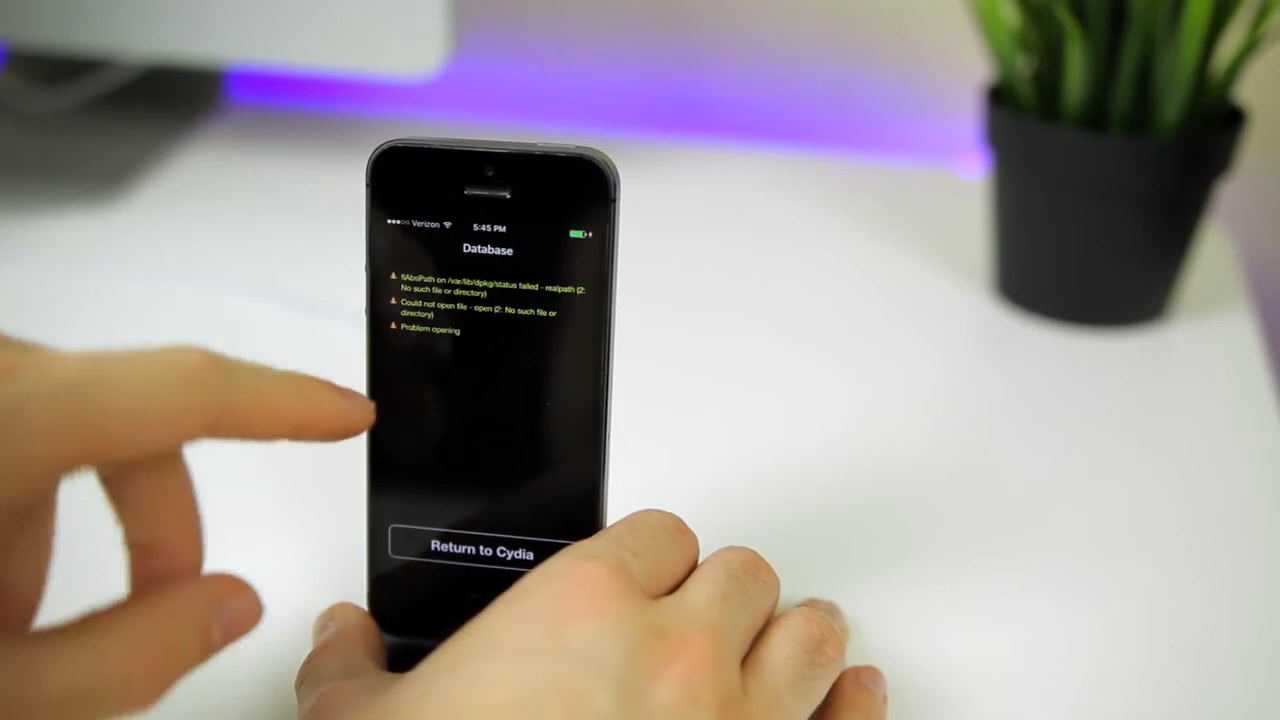 ●●●○○ Verizon 5:45 PM
Database
flAbsPath on /var/lib/dpkg/status failed - realpath (2:
No such file or directory)
Could not open file - open (2: No such file or
directory)
Problem opening
Return to Cydia